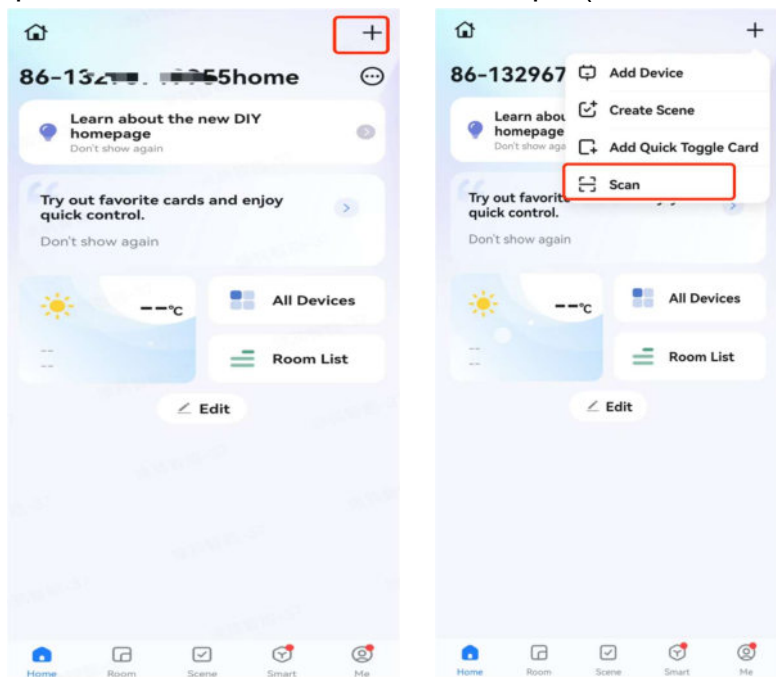 86-13 5home
Learn about the new DIY
homepage
Don't show again
Try out favorite cards and enjoy
quick control.
Don't show again
--°C
--
--
All Devices
Room List
Edit
Home
Room
Scene
Smart
Me
86-132967
Add Device
Create Scene
Add Quick Toggle Card
Scan
Learn abou
homepage
Don't show aga
Try out favorite
quick control.
Don't show again
--°C
--
--
All Devices
Room List
Edit
Home
Room
Scene
Smart
Me